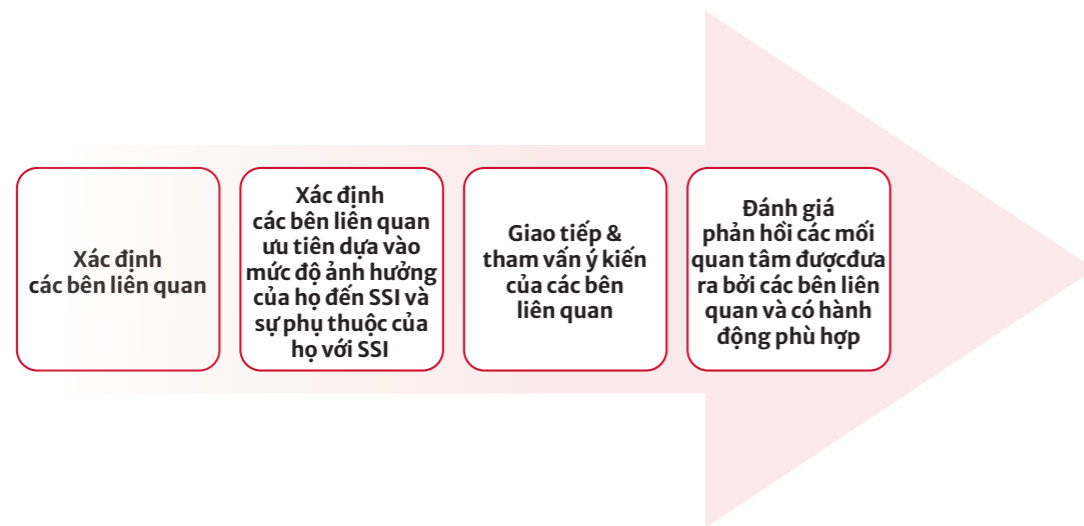 Xác định
các bên liên quan
Xác định
các bên liên quan
ưu tiên dựa vào
mức độ ảnh hưởng
của họ đến SSI và
sự phụ thuộc của
họ với SSI
Giao tiếp &
tham vấn ý kiến
của các bên
liên quan
Đánh giá
phản hồi các mối
quan tâm đượcđưa
ra bởi các bên liên
quan và có hành
động phù hợp